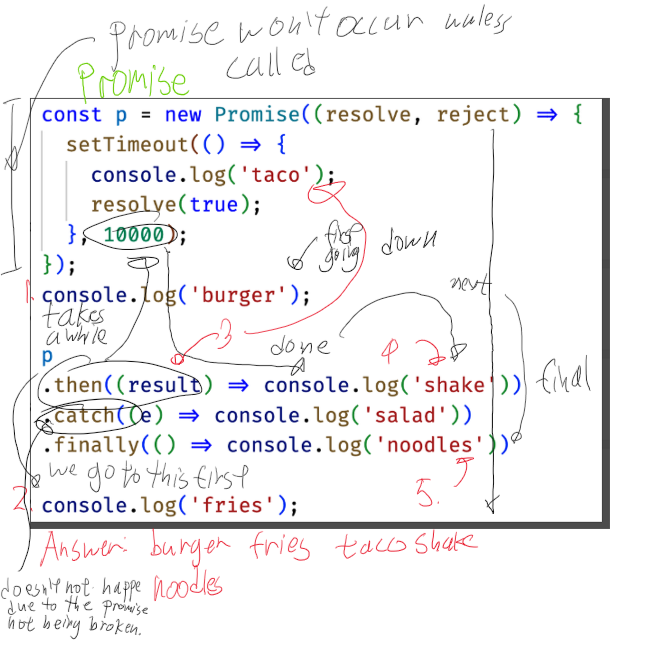 promise won't occur unless
called
Promise
const p = new Promise((resolve, reject) => {
setTimeout(() => {
console.log('taco');
resolve(true);
}, 10000);
});
first
going
down
1. console.log('burger');
next
takes
a while
3
done
4
p
.then((result) => console.log('shake'))
final
.catch((e) => console.log('salad'))
.finally(() => console.log('noodles'))
we go to this first
5.
2. console.log('fries');
Answer: burger fries taco shake
noodles
doesn't not happe
due to the promise
not being broken.